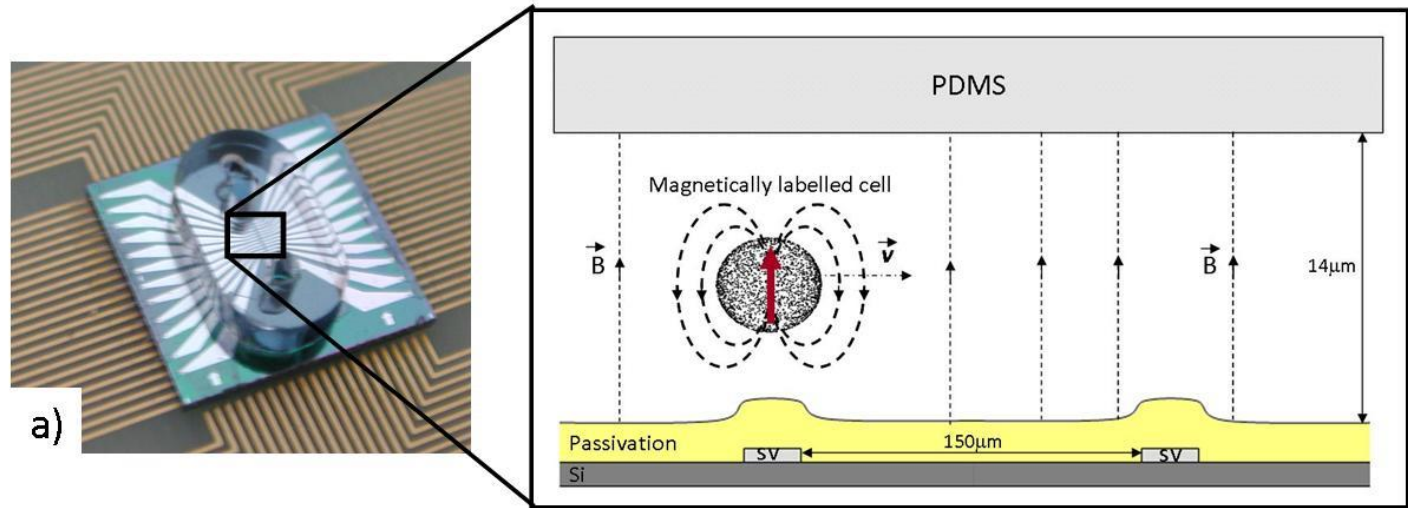 a)
PDMS
Magnetically labelled cell
B
v
B
14μm
Passivation
150μm
SV
SV
Si